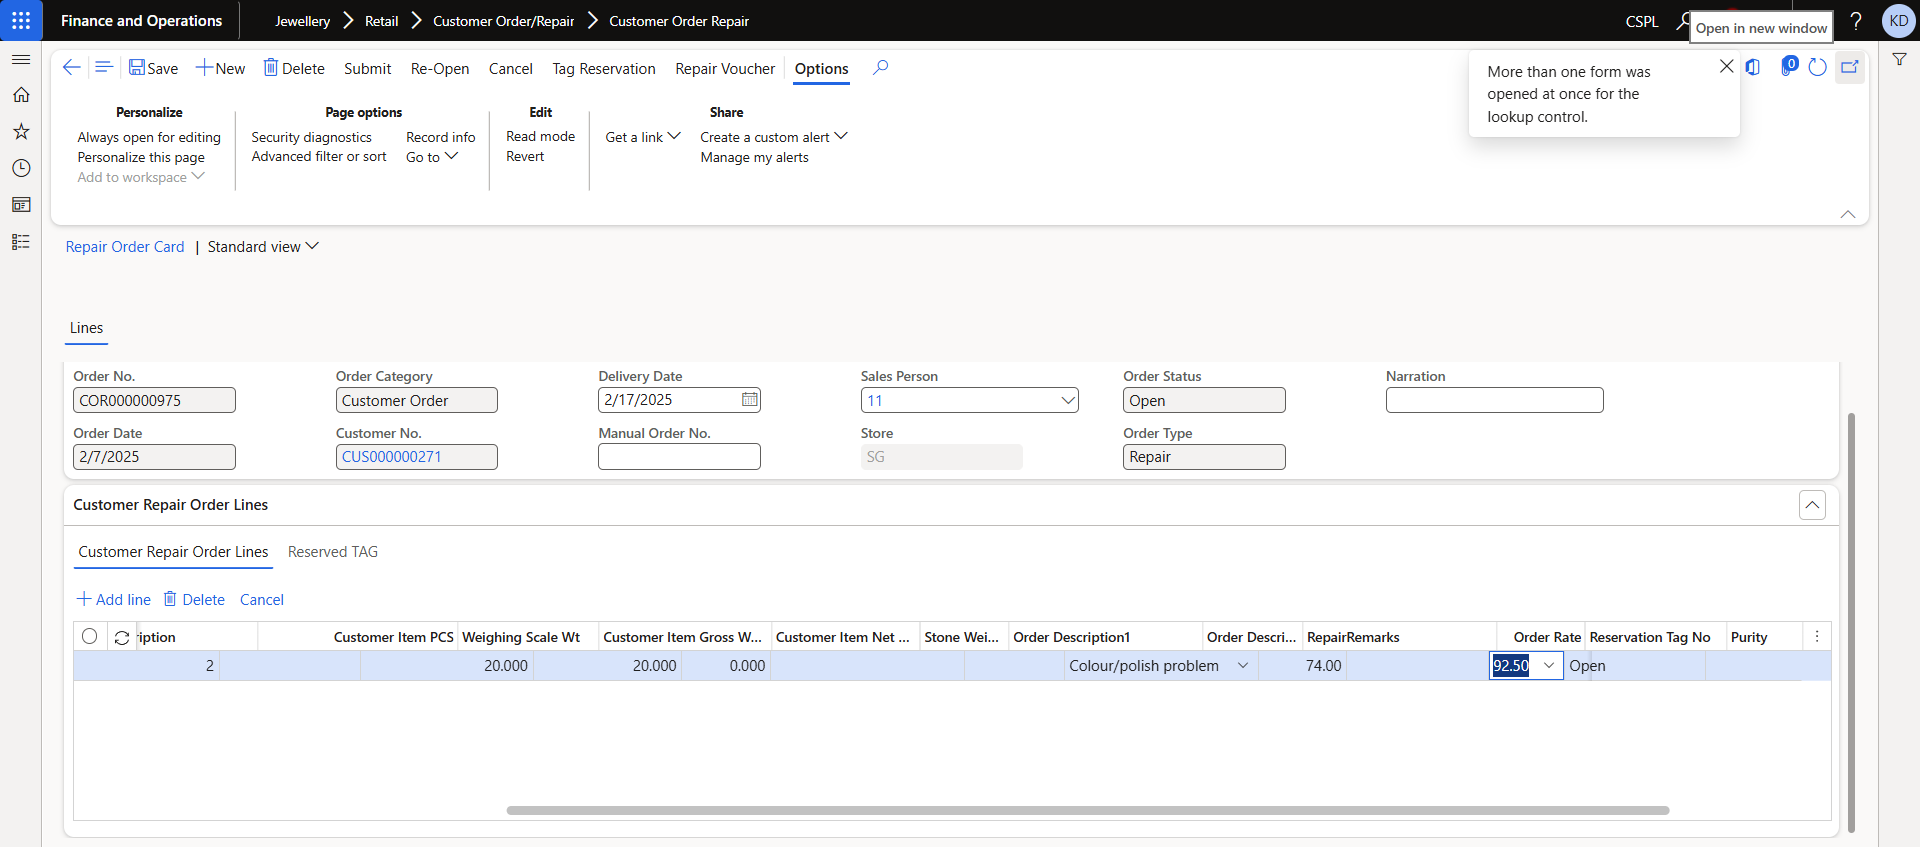 Finance and Operations
Jewellery > Retail > Customer Order/Repair > Customer Order Repair
CSPL
Open in new window
?
KD
Save
New
Delete
Submit
Re-Open
Cancel
Tag Reservation
Repair Voucher
Options
0
More than one form was
opened at once for the
lookup control.
Personalize
Always open for editing
Personalize this page
Add to workspace
Page options
Security diagnostics
Advanced filter or sort
Record info
Go to
Edit
Read mode
Revert
Get a link
Share
Create a custom alert
Manage my alerts
Repair Order Card | Standard view
Lines
Order No.
COR000000975
Order Category
Customer Order
Delivery Date
2/17/2025
Sales Person
11
Order Status
Open
Narration
Order Date
2/7/2025
Customer No.
CUS000000271
Manual Order No.
Store
SG
Order Type
Repair
Customer Repair Order Lines
Customer Repair Order Lines
Reserved TAG
Add line
Delete
Cancel
iption Customer Item PCS Weighing Scale Wt Customer Item Gross W... Customer Item Net ... Stone Wei... Order Description1 Order Descri... RepairRemarks Order Rate Reservation Tag No Purity
2 20.000 20.000 0.000 Colour/polish problem 74.00 92.50 Open